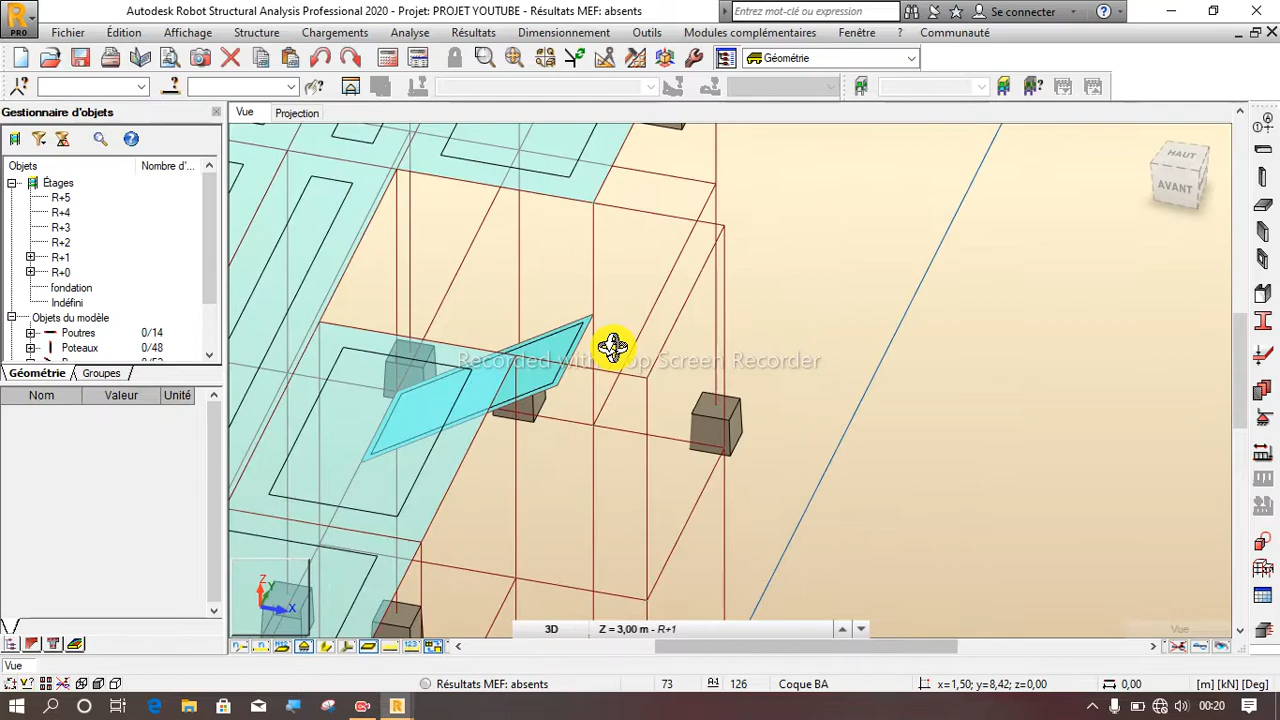 Autodesk Robot Structural Analysis Professional 2020 - Projet: PROJET YOUTUBE - Résultats MEF: absents
Entrez mot-clé ou expression
Se connecter
PRO
Fichier Édition Affichage Structure Chargements Analyse Résultats Dimensionnement Outils Modules complémentaires Fenêtre ? Communauté
Géométrie
Gestionnaire d'objets
Vue Projection
Objets Nombre d'...
Étages
R+5
R+4
R+3
R+2
R+1
R+0
fondation
Indéfini
Objets du modèle
Poutres 0/14
Poteaux 0/48
Géométrie Groupes
Nom Valeur Unité
HAUT
AVANT
Recorded with
Screen Recorder
Z
Y
X
3D Z = 3,00 m - R+1
Vue
Vue
Résultats MEF: absents 73 126 Coque BA x=1,50; y=8,42; z=0,00 0,00 [m] [kN] [Deg]
00:20